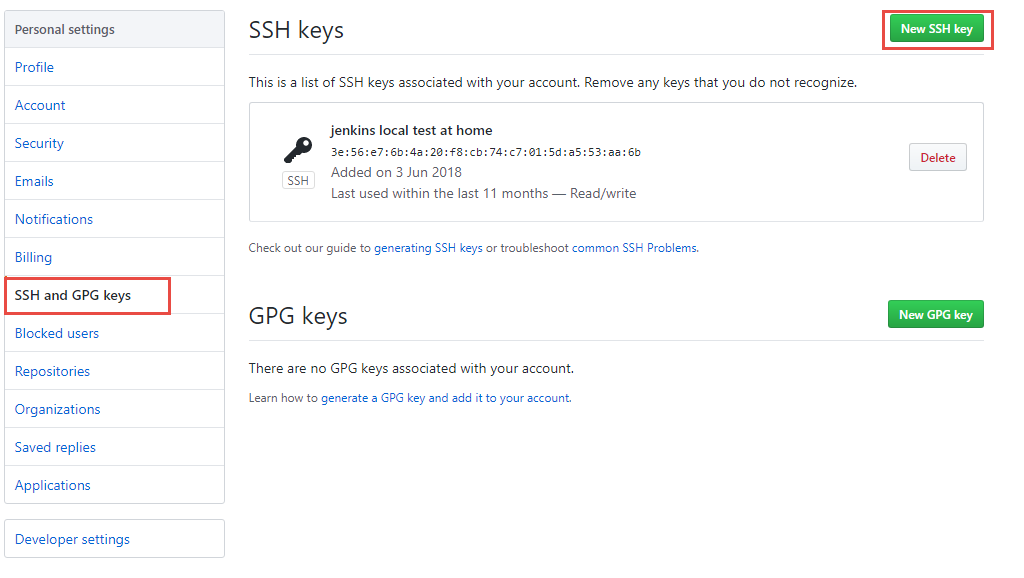 Personal settings
Profile
Account
Security
Emails
Notifications
Billing
SSH and GPG keys
Blocked users
Repositories
Organizations
Saved replies
Applications
Developer settings
SSH keys
New SSH key
This is a list of SSH keys associated with your account. Remove any keys that you do not recognize.
jenkins local test at home
3e:56:e7:6b:4a:20:f8:cb:74:c7:01:5d:a5:53:aa:6b
SSH
Added on 3 Jun 2018
Last used within the last 11 months — Read/write
Delete
Check out our guide to generating SSH keys or troubleshoot common SSH Problems.
GPG keys
New GPG key
There are no GPG keys associated with your account.
Learn how to generate a GPG key and add it to your account.